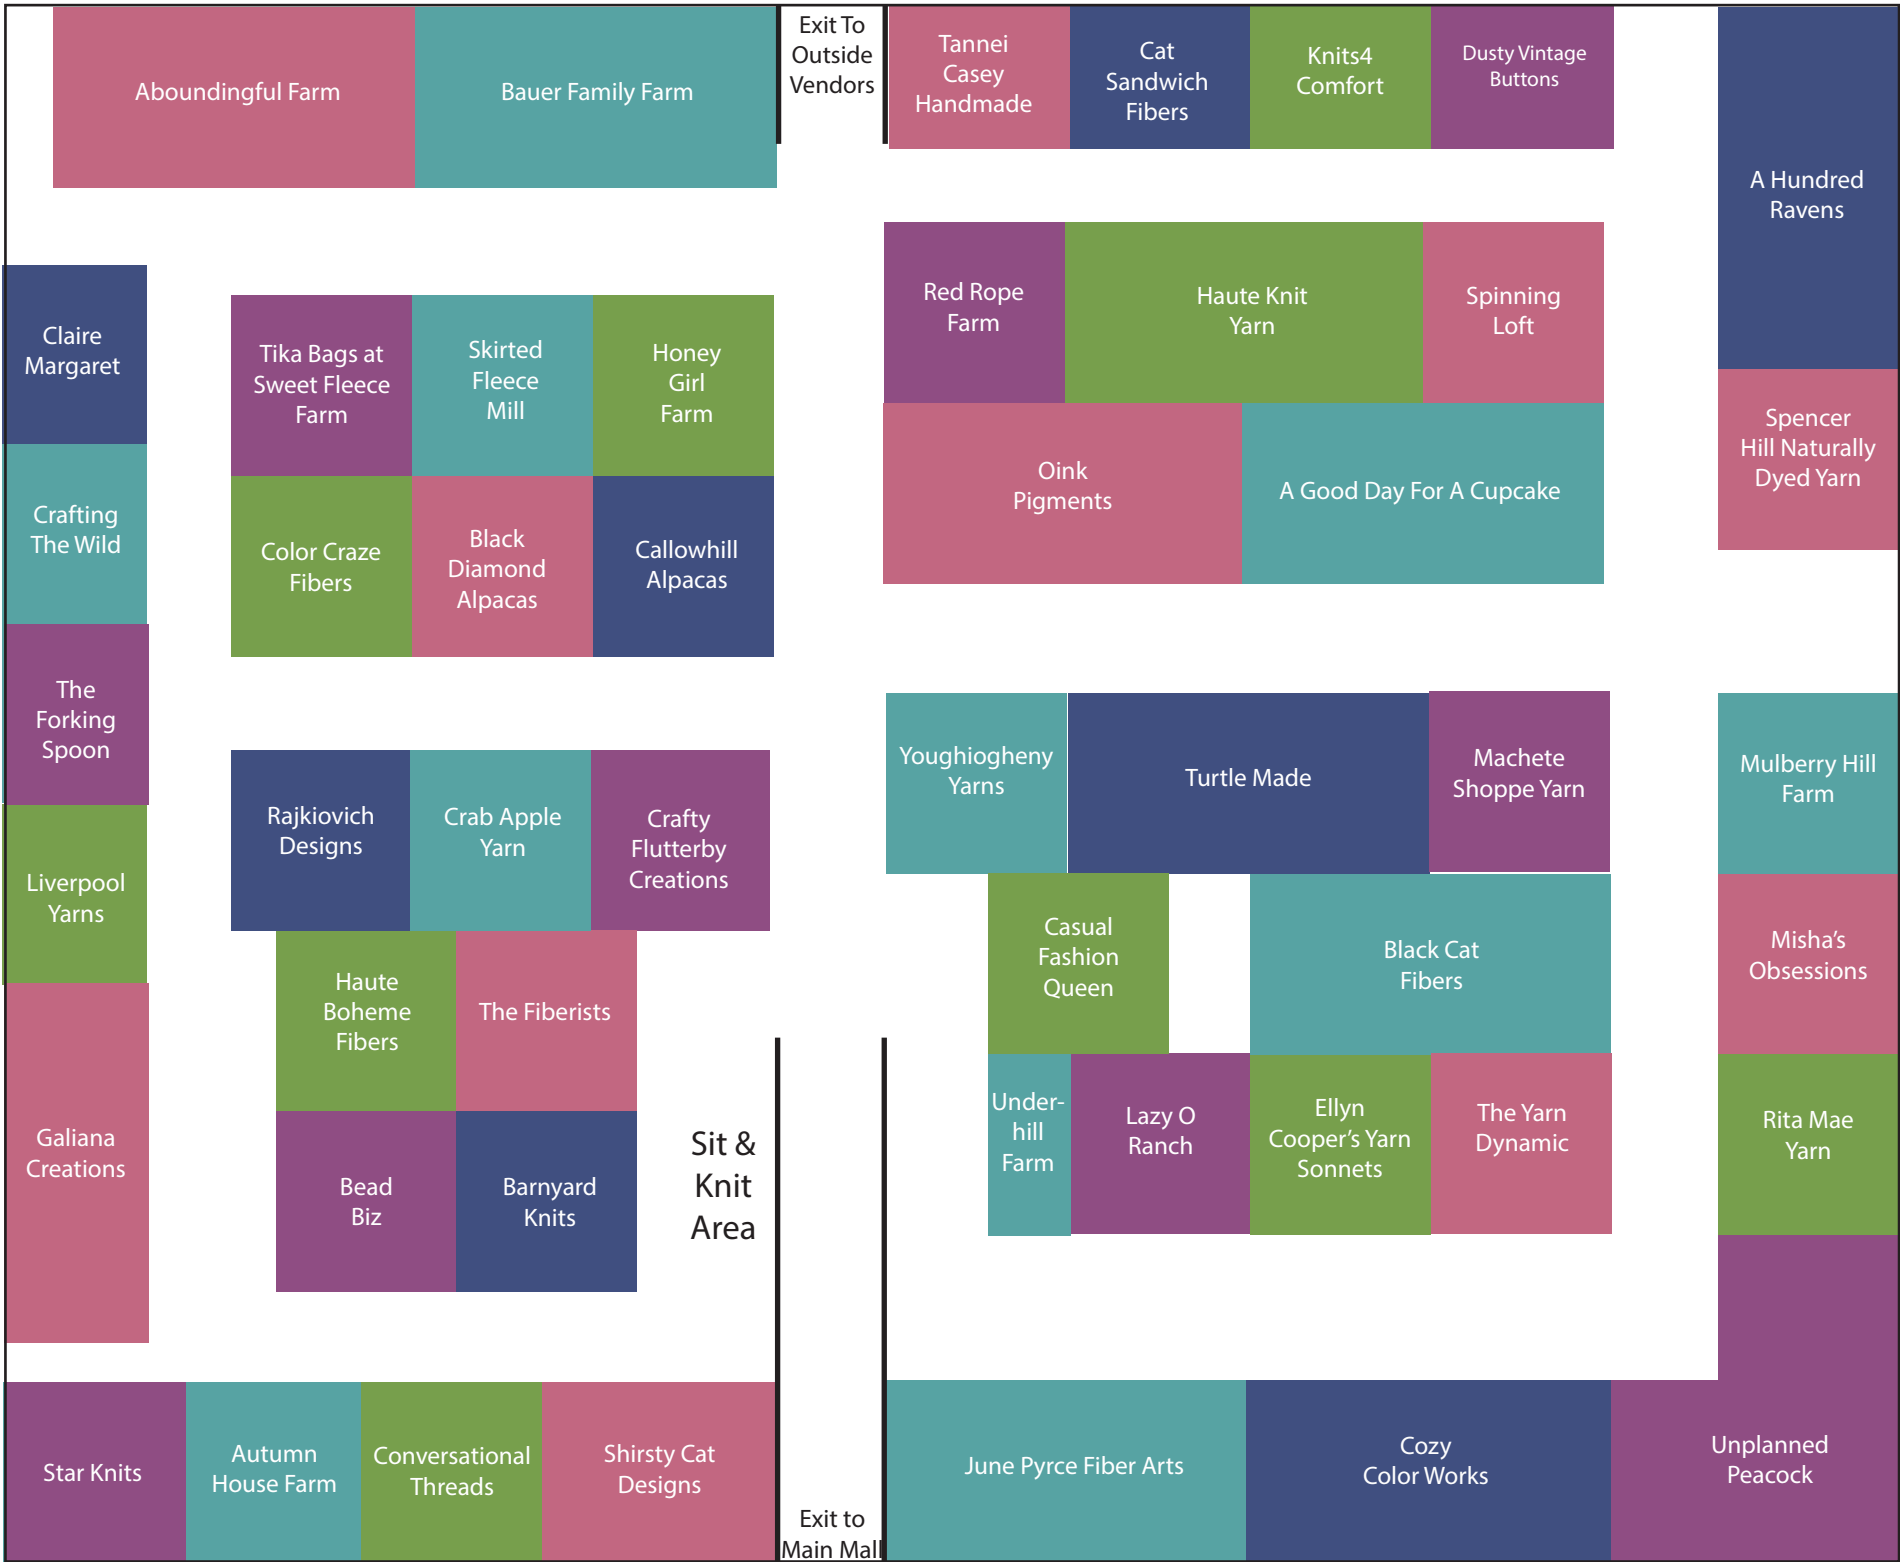 Aboundingful Farm
Bauer Family Farm
Exit To
Outside
Vendors
Tannei
Casey
Handmade
Cat
Sandwich
Fibers
Knits4
Comfort
Dusty Vintage
Buttons
A Hundred
Ravens
Claire
Margaret
Tika Bags at
Sweet Fleece
Farm
Skirted
Fleece
Mill
Honey
Girl
Farm
Red Rope
Farm
Haute Knit
Yarn
Spinning
Loft
Spencer
Hill Naturally
Dyed Yarn
Crafting
The Wild
Color Craze
Fibers
Black
Diamond
Alpacas
Callowhill
Alpacas
Oink
Pigments
A Good Day For A Cupcake
The
Forking
Spoon
Rajkiovich
Designs
Crab Apple
Yarn
Crafty
Flutterby
Creations
Youghiogheny
Yarns
Turtle Made
Machete
Shoppe Yarn
Mulberry Hill
Farm
Liverpool
Yarns
Haute
Boheme
Fibers
The Fiberists
Casual
Fashion
Queen
Black Cat
Fibers
Misha's
Obsessions
Galiana
Creations
Bead
Biz
Barnyard
Knits
Sit &
Knit
Area
Under-
hill
Farm
Lazy O
Ranch
Ellyn
Cooper's Yarn
Sonnets
The Yarn
Dynamic
Rita Mae
Yarn
Star Knits
Autumn
House Farm
Conversational
Threads
Shirsty Cat
Designs
Exit to
Main Mall
June Pyrce Fiber Arts
Cozy
Color Works
Unplanned
Peacock